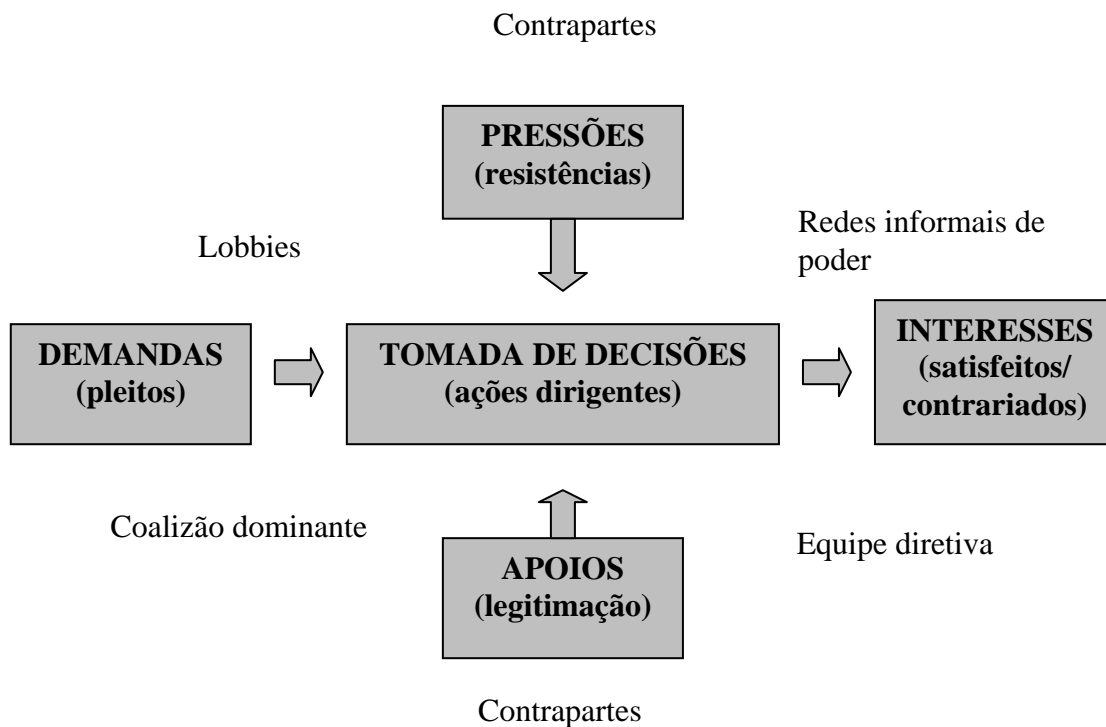 Contrapartes
PRESSÕES
(resistências)
Redes informais de
poder
Lobbies
DEMANDAS
(pleitos)
TOMADA DE DECISÕES
(ações dirigentes)
INTERESSES
(satisfeitos/
contrariados)
Coalizão dominante
Equipe diretiva
APOIOS
(legitimação)
Contrapartes